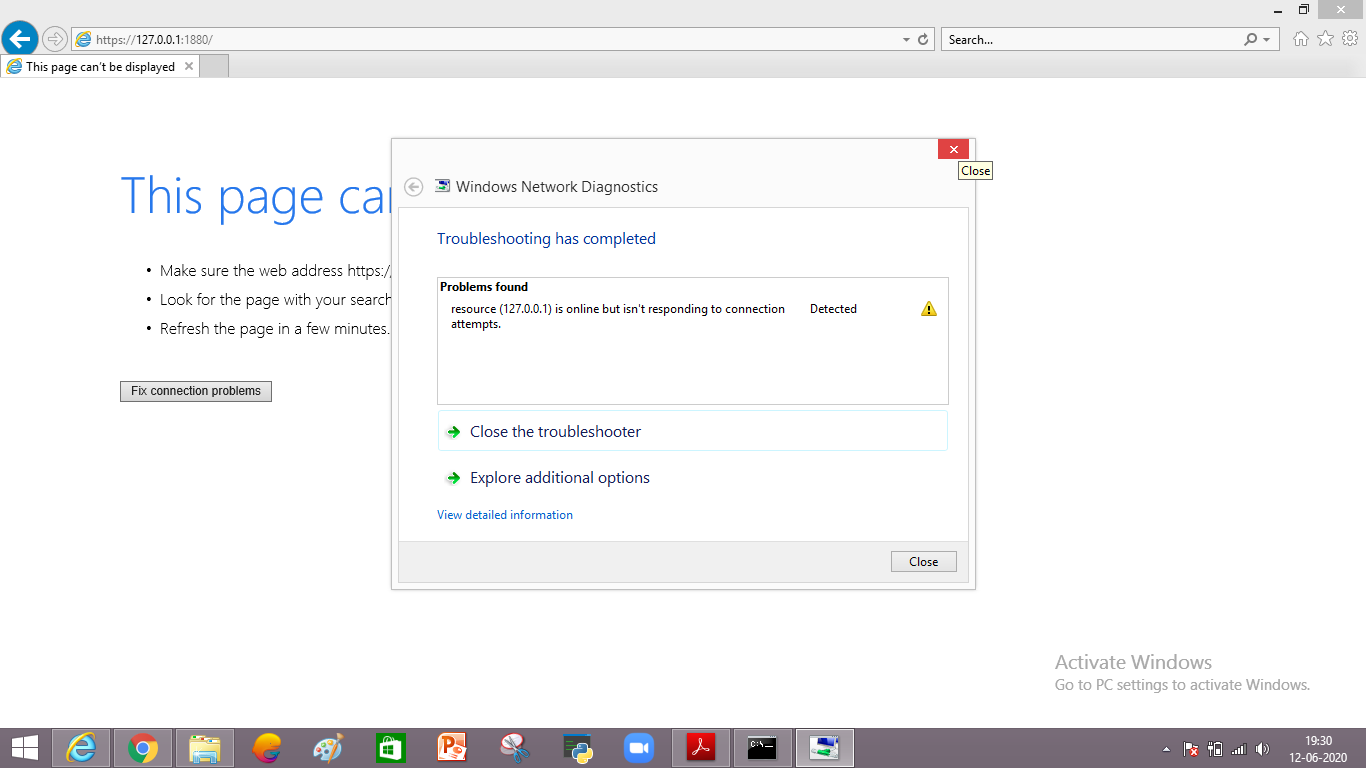 https://127.0.0.1:1880/
Search...
This page can't be displayed
This page ca
Windows Network Diagnostics
Close
Troubleshooting has completed
• Make sure the web address https:/
• Look for the page with your search
• Refresh the page in a few minutes.
Problems found
resource (127.0.0.1) is online but isn't responding to connection attempts.
Detected
Fix connection problems
Close the troubleshooter
Explore additional options
View detailed information
Close
Activate Windows
Go to PC settings to activate Windows.
C:\
19:30
12-06-2020